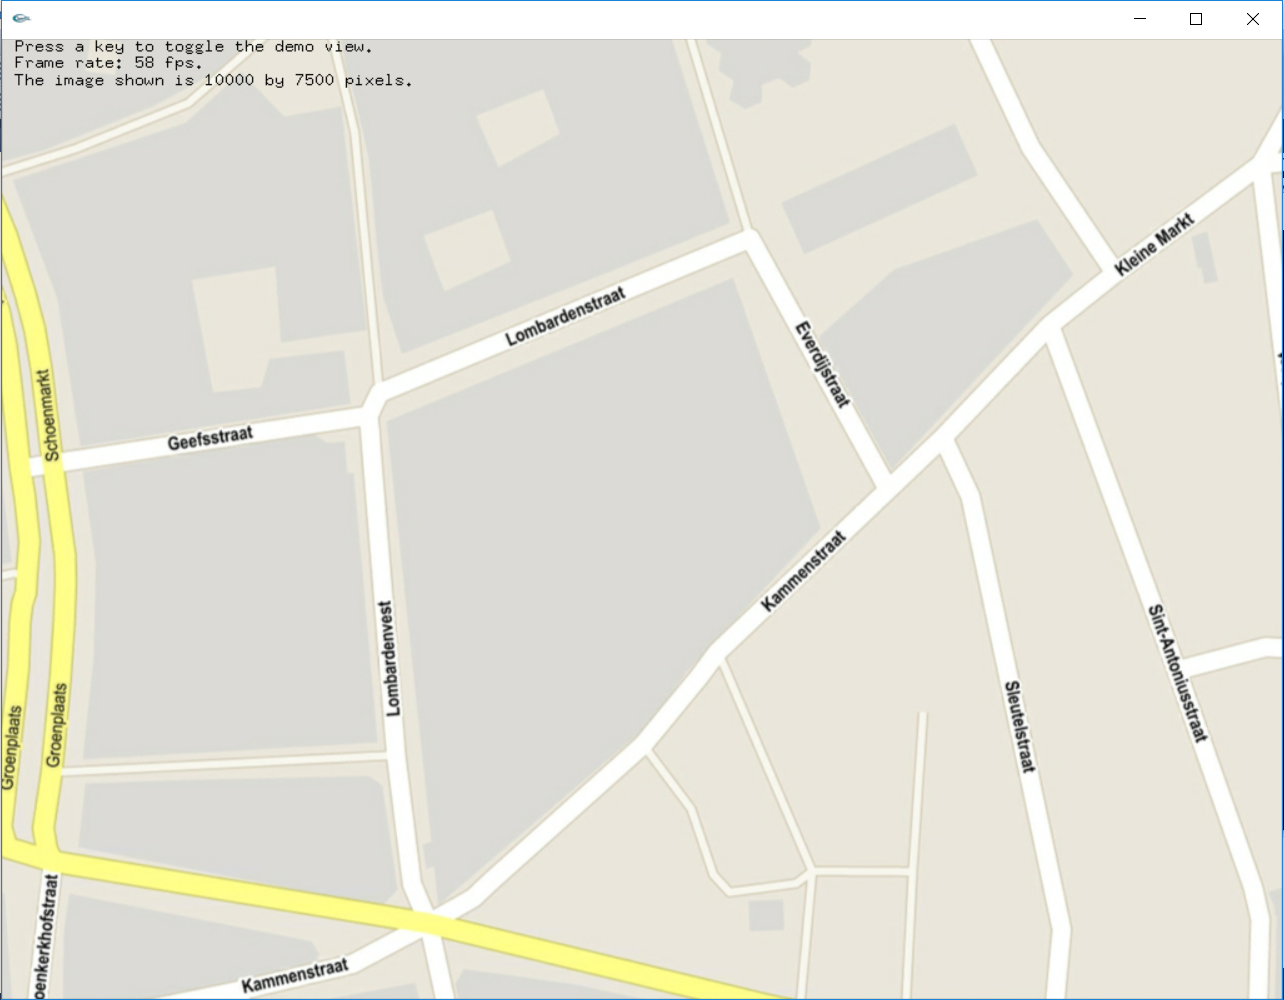 Press a key to toggle the demo view.
Frame rate: 58 fps.
The image shown is 10000 by 7500 pixels.
Kleine Markt
Lombardenstraat
Everdijstraat
Schoenmarkt
Geefsstraat
Kammenstraat
Lombardenvest
Sint-Antoniusstraat
Sleutelstraat
Groenplaats
Groenplaats
oenkerkhofstraat
Kammenstraat